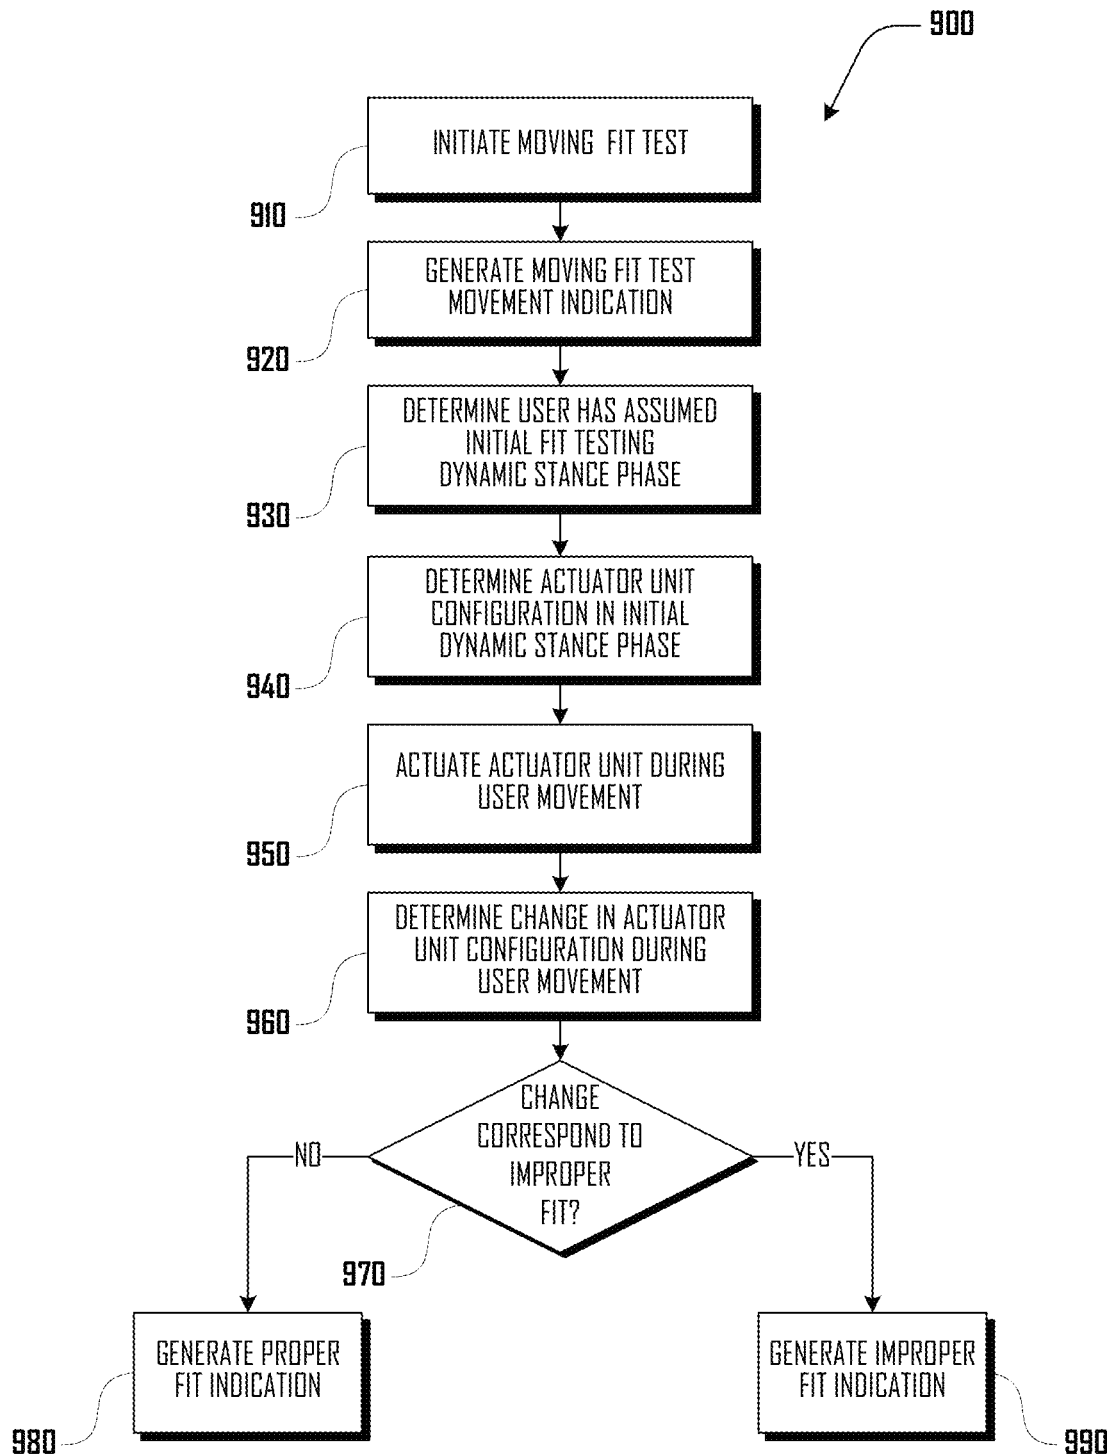 900
INITIATE MOVING FIT TEST
910
GENERATE MOVING FIT TEST
MOVEMENT INDICATION
920
DETERMINE USER HAS ASSUMED
INITIAL FIT TESTING
DYNAMIC STANCE PHASE
930
DETERMINE ACTUATOR UNIT
CONFIGURATION IN INITIAL
DYNAMIC STANCE PHASE
940
ACTUATE ACTUATOR UNIT DURING
USER MOVEMENT
950
DETERMINE CHANGE IN ACTUATOR
UNIT CONFIGURATION DURING
USER MOVEMENT
960
CHANGE
CORRESPOND TO
IMPROPER
FIT?
NO
YES
970
GENERATE PROPER
FIT INDICATION
980
GENERATE IMPROPER
FIT INDICATION
990